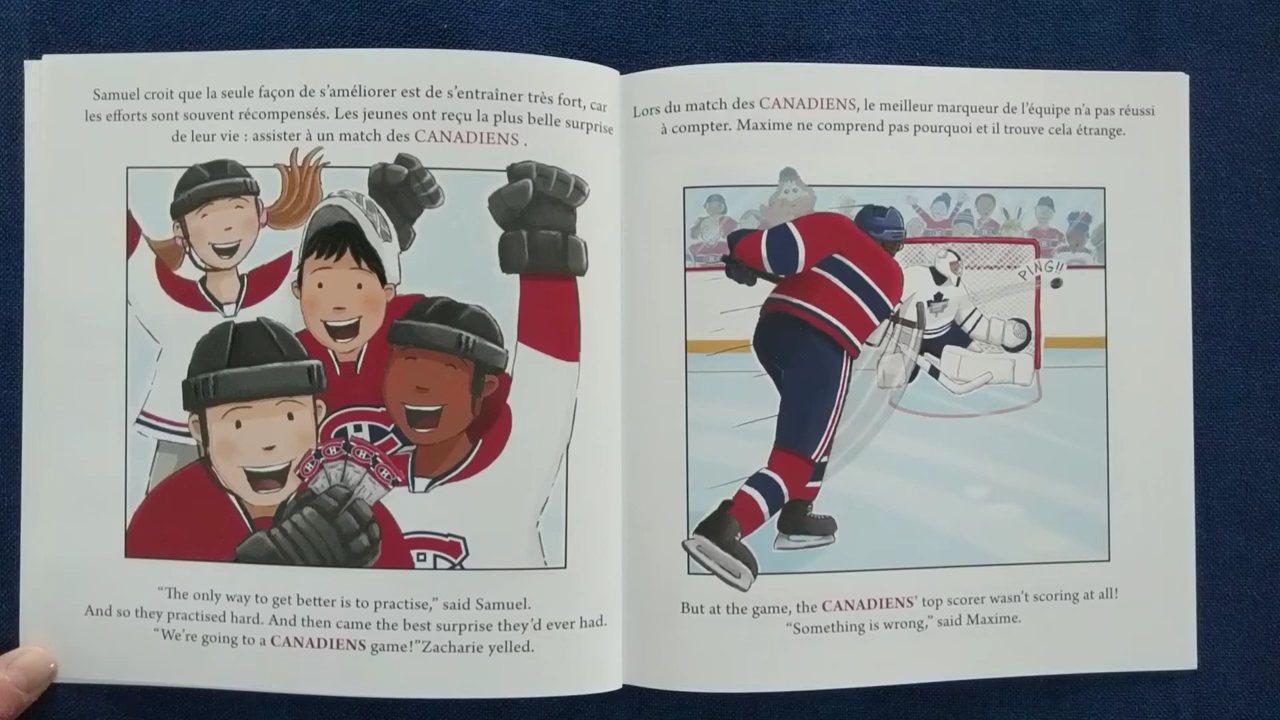 Samuel croit que la seule façon de s'améliorer est de s'entraîner très fort, car
les efforts sont souvent récompensés. Les jeunes ont reçu la plus belle surprise
de leur vie : assister à un match des CANADIENS .
"The only way to get better is to practise," said Samuel.
And so they practised hard. And then came the best surprise they'd ever had.
"We're going to a CANADIENS game!"Zacharie yelled.
Lors du match des CANADIENS, le meilleur marqueur de l'équipe n'a pas réussi
à compter. Maxime ne comprend pas pourquoi et il trouve cela étrange.
PING!!
But at the game, the CANADIENS' top scorer wasn't scoring at all!
"Something is wrong," said Maxime.